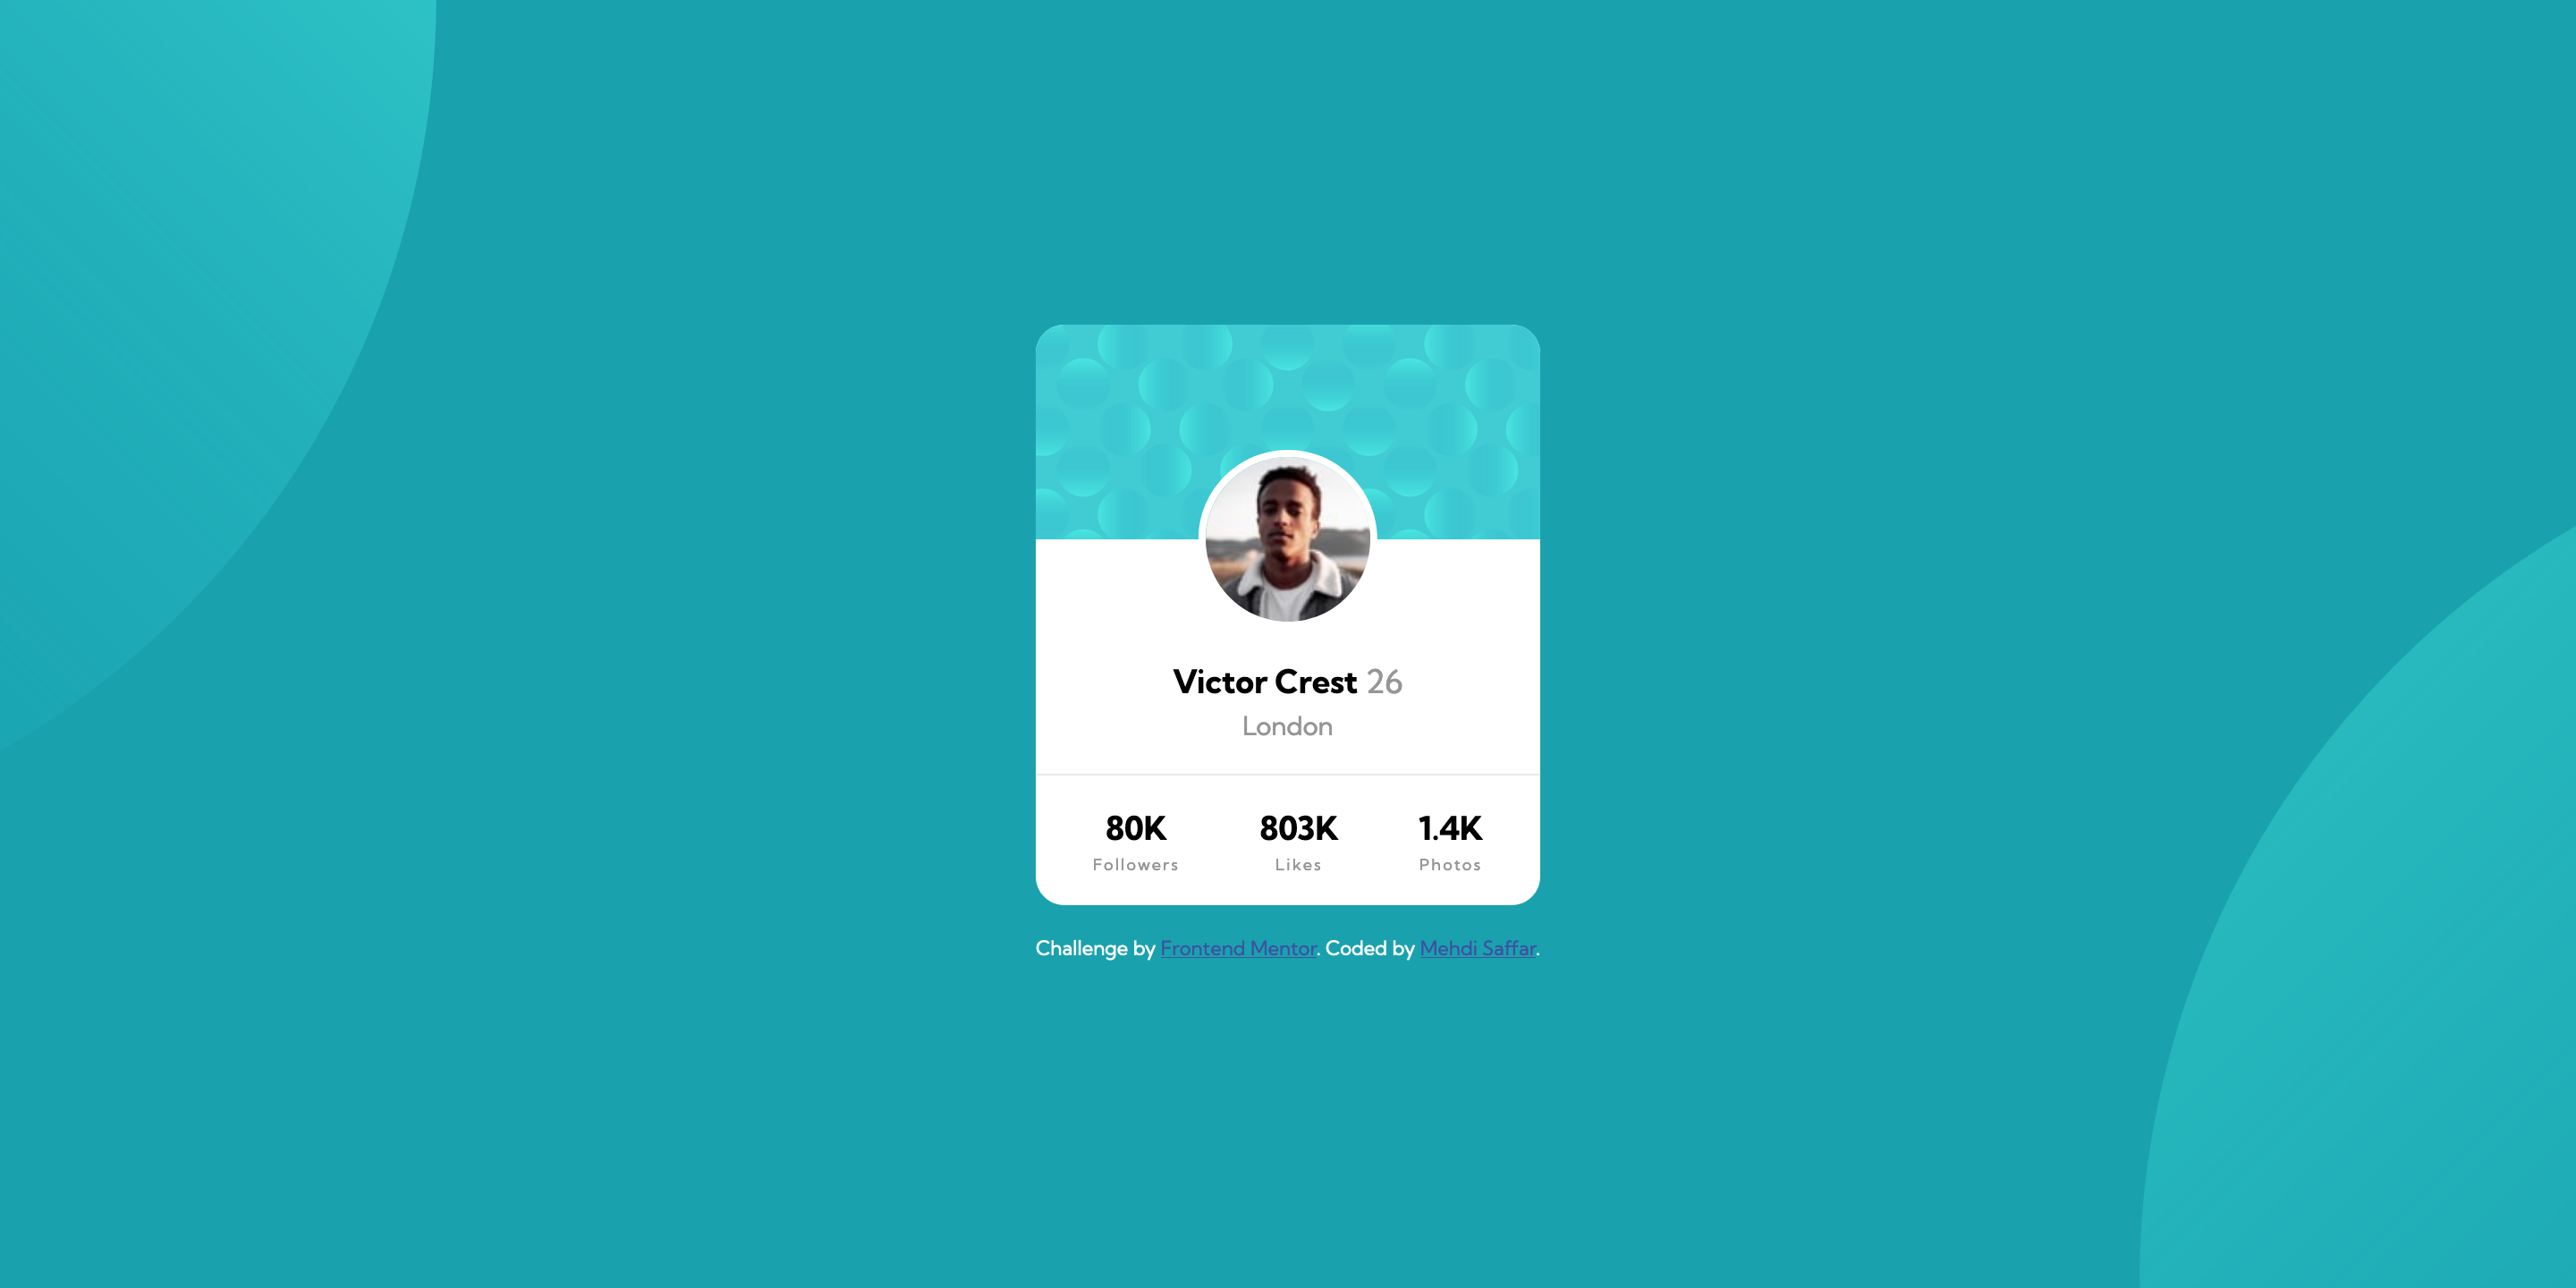 Victor Crest 26
London
80K 803K 1.4K
Followers Likes Photos
Challenge by Frontend Mentor. Coded by Mehdi Saffar.